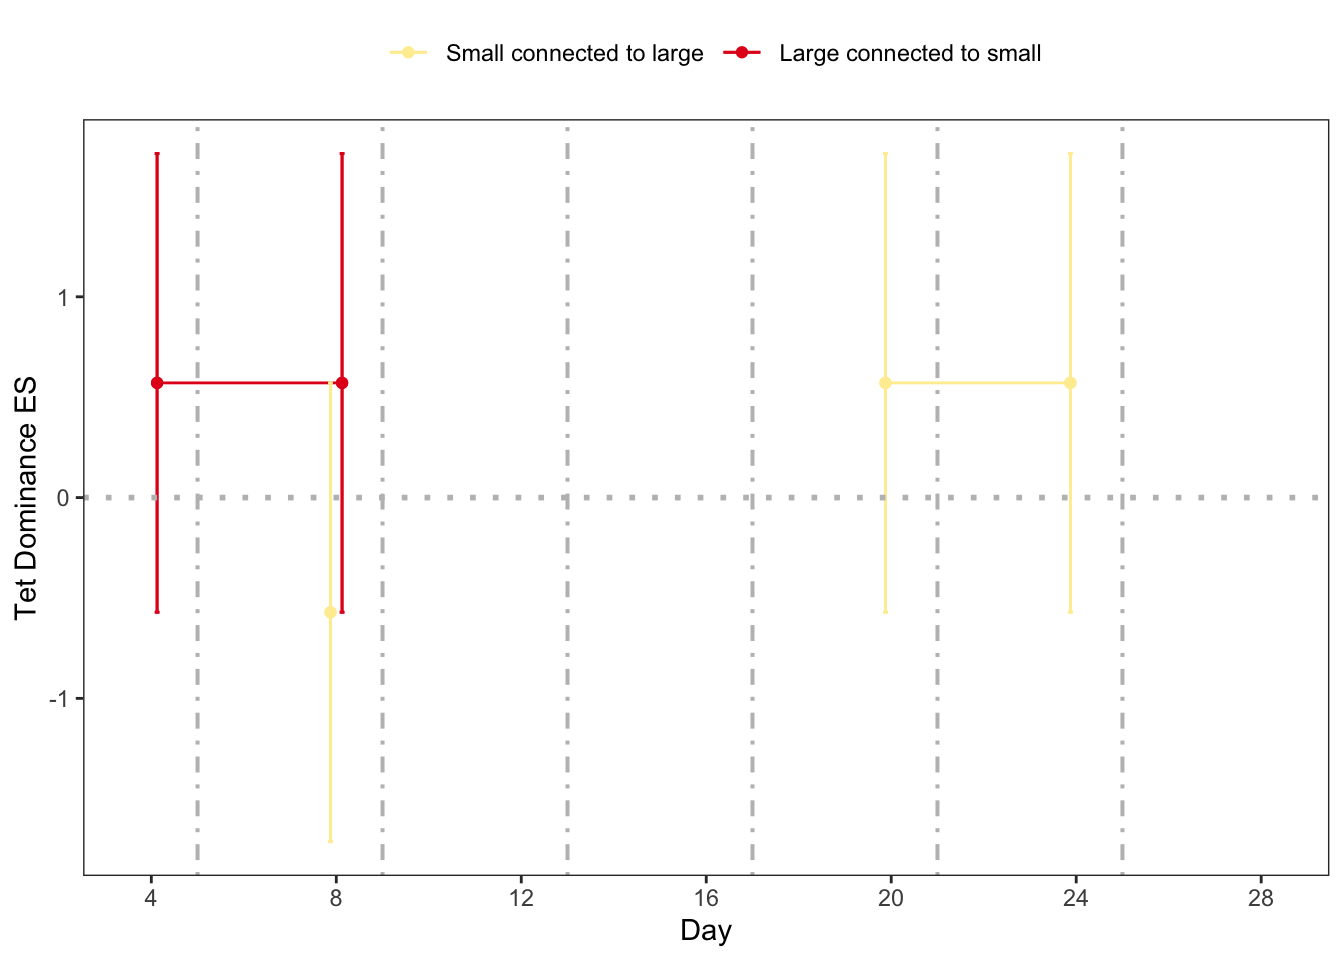 Small connected to large Large connected to small
1
0
-1
Tet Dominance ES
4 8 12 16 20 24 28
Day